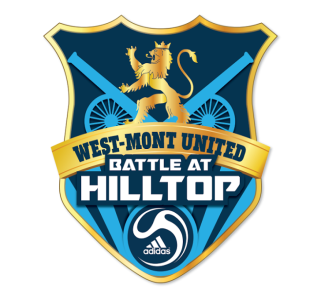 WEST-MONT UNITED
BATTLE AT
HILLTOP
adidas